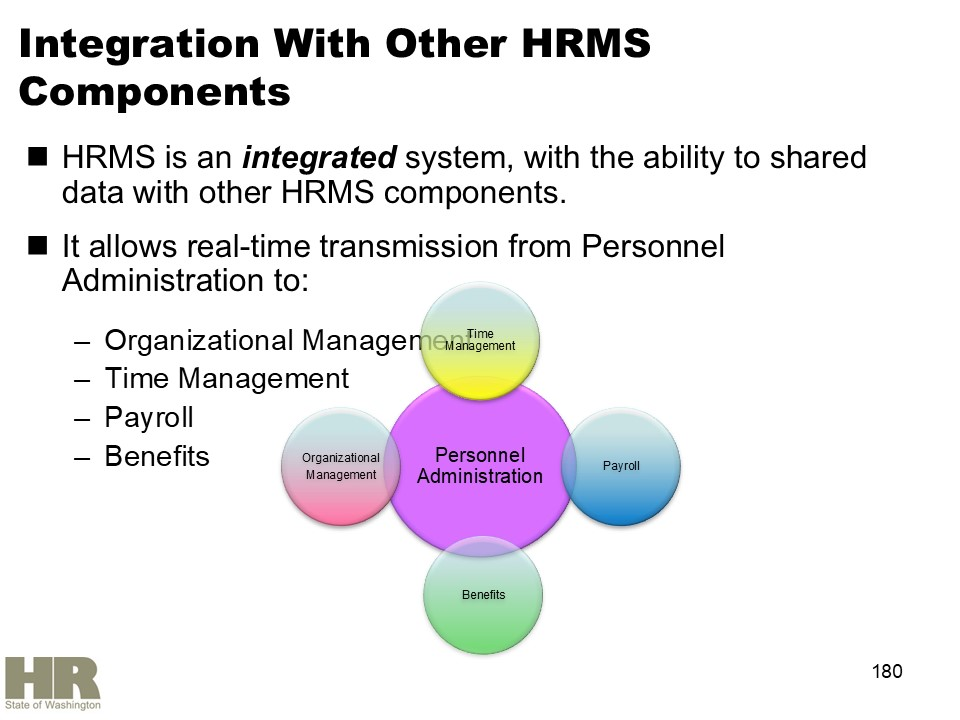 Integration With Other HRMS
Components
■ HRMS is an integrated system, with the ability to shared
data with other HRMS components.
■ It allows real-time transmission from Personnel
Administration to:
– Organizational Management
– Time Management
– Payroll
– Benefits
Time
Management
Organizational
Management
Personnel
Administration
Payroll
Benefits
HR
State of Washington
180